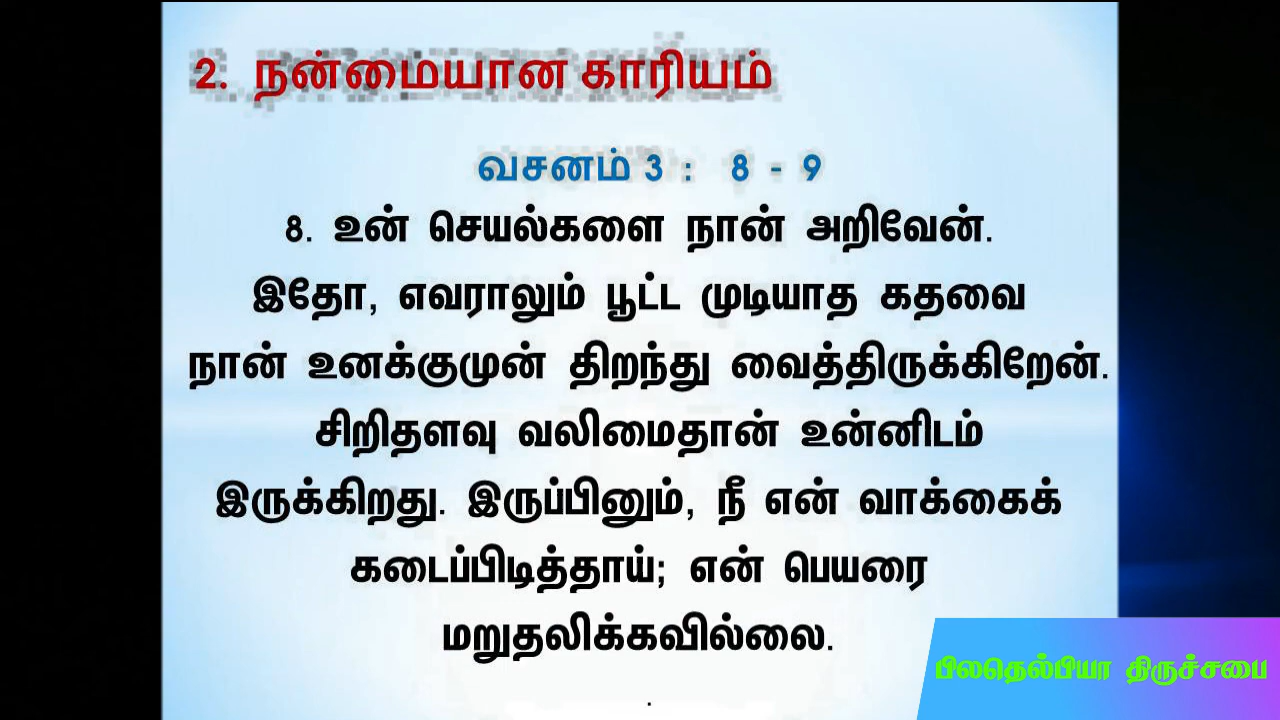 2. நன்மையான காரியம்
வசனம் 3 : 8 - 9
8. உன் செயல்களை நான் அறிவேன்.
இதோ, எவராலும் பூட்ட முடியாத கதவை
நான் உனக்குமுன் திறந்து வைத்திருக்கிறேன்.
சிறிதளவு வலிமைதான் உன்னிடம்
இருக்கிறது. இருப்பினும், நீ என் வாக்கைக்
கடைப்பிடித்தாய்; என் பெயரை
மறுதலிக்கவில்லை.
.
பிலதெல்பியா திருச்சபை